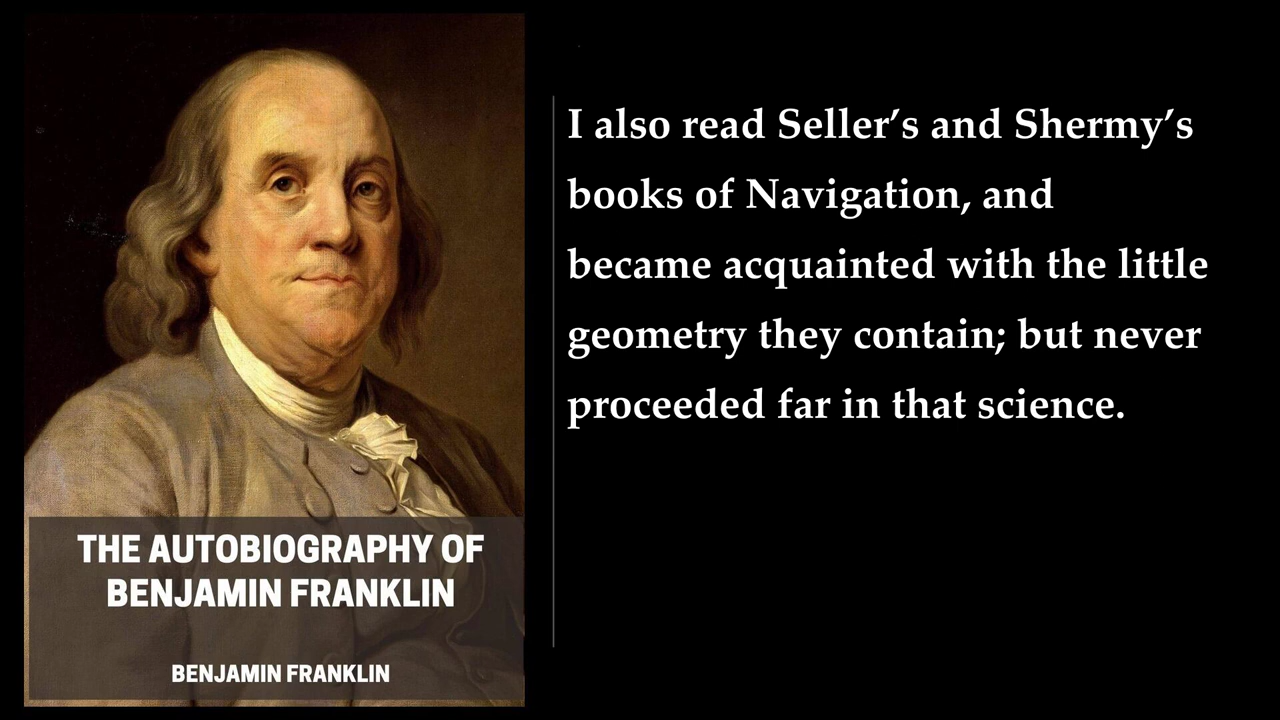 THE AUTOBIOGRAPHY OF
BENJAMIN FRANKLIN
BENJAMIN FRANKLIN
I also read Seller’s and Shermy’s
books of Navigation, and
became acquainted with the little
geometry they contain; but never
proceeded far in that science.